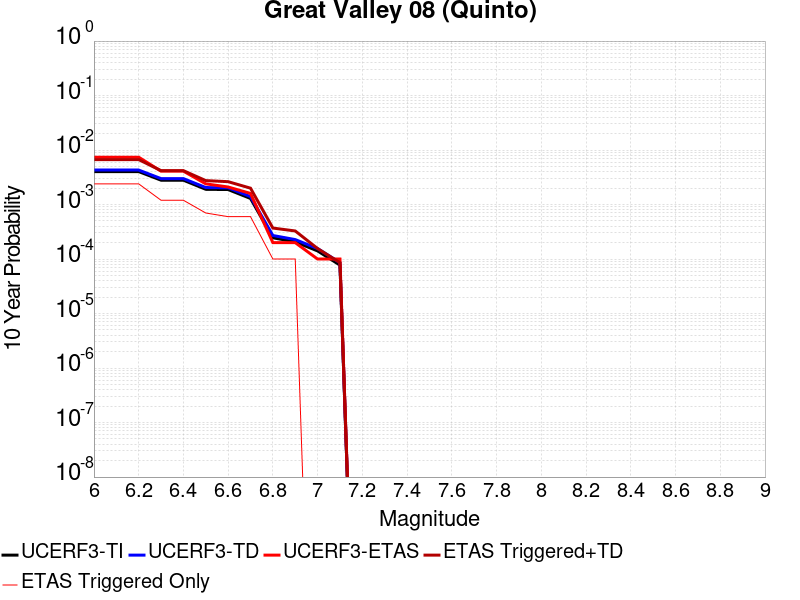 Great Valley 08 (Quinto)
10 0
10 -1
10 -2
10 -3
10 -4
10 -5
10 -6
10 -7
10 -8
10 Year Probability
6 6.2 6.4 6.6 6.8 7 7.2 7.4 7.6 7.8 8 8.2 8.4 8.6 8.8 9
Magnitude
UCERF3-TI UCERF3-TD UCERF3-ETAS ETAS Triggered+TD
ETAS Triggered Only